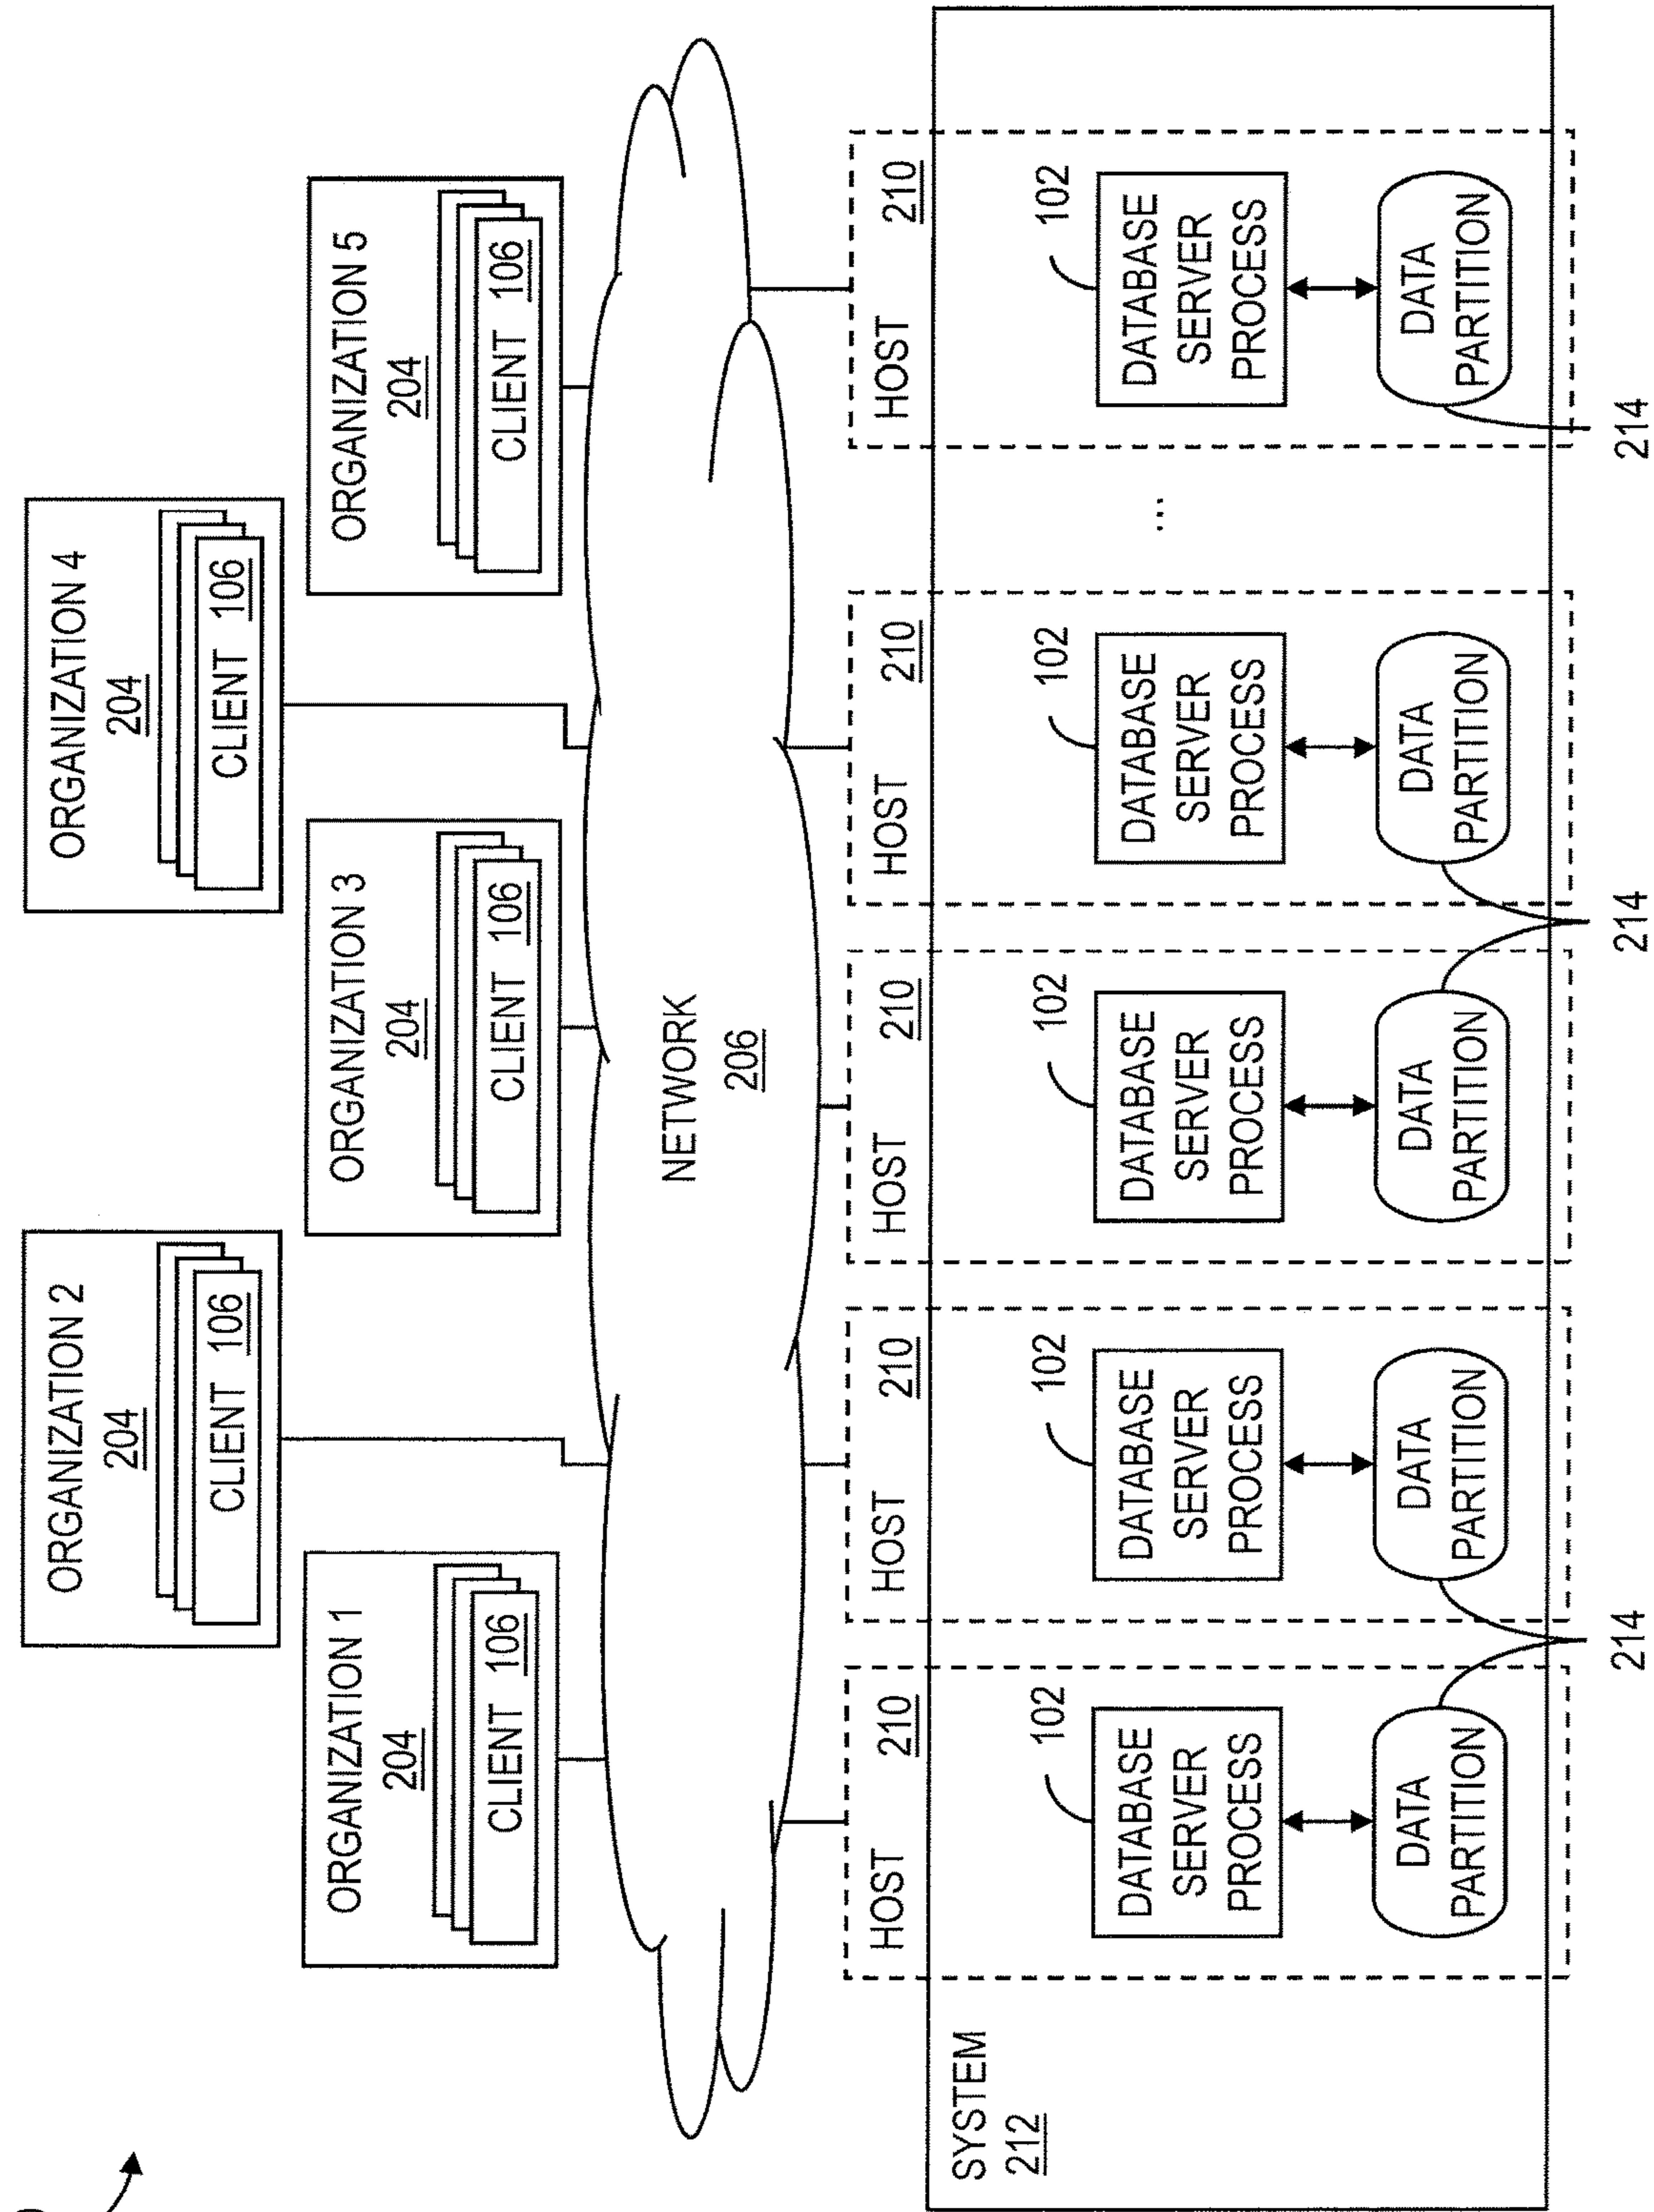 ORGANIZATION 2
204
CLIENT 106
ORGANIZATION 4
204
CLIENT 106
ORGANIZATION 1
204
CLIENT 106
ORGANIZATION 3
204
CLIENT 106
ORGANIZATION 5
204
CLIENT 106
NETWORK
206
HOST 210
HOST 210
HOST 210
HOST 210
HOST 210
SYSTEM
212
102
DATABASE
SERVER
PROCESS
102
DATABASE
SERVER
PROCESS
102
DATABASE
SERVER
PROCESS
102
DATABASE
SERVER
PROCESS
...
102
DATABASE
SERVER
PROCESS
DATA
PARTITION
DATA
PARTITION
DATA
PARTITION
DATA
PARTITION
DATA
PARTITION
214
214
214